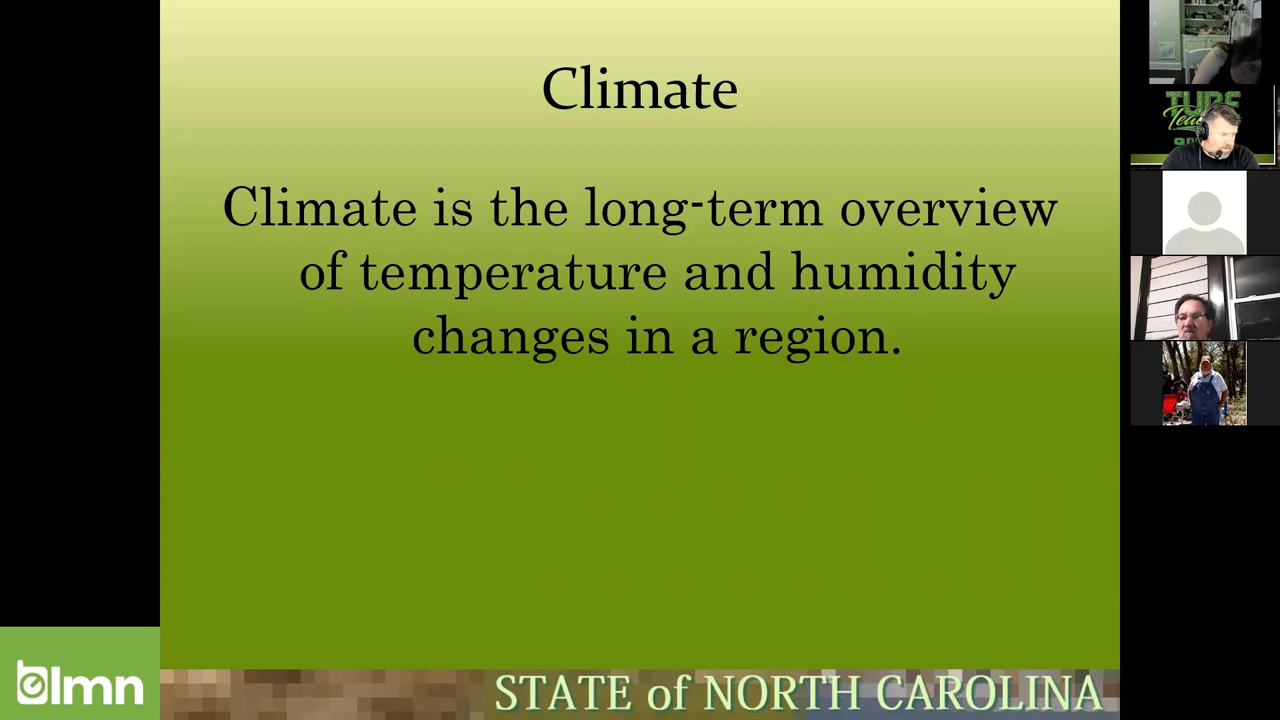 Climate
Climate is the long-term overview
of temperature and humidity
changes in a region.
STATE of NORTH CAROLINA
lmn
TURF